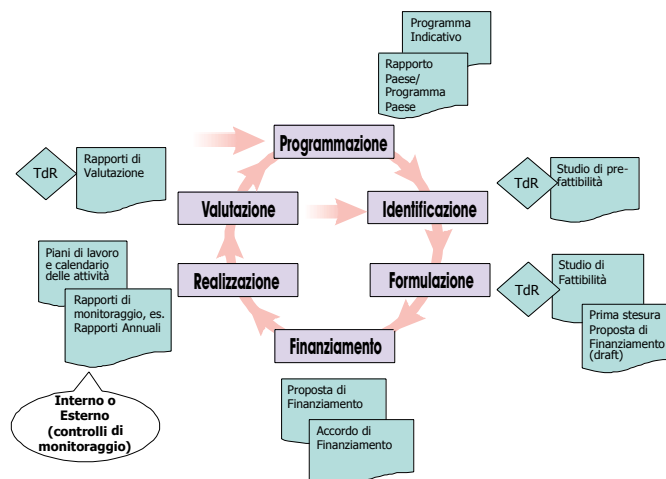 Programma
Indicativo
Rapporto
Paese/
Programma
Paese
Programmazione
TdR
Rapporti di
Valutazione
Valutazione
Identificazione
TdR
Studio di pre-
fattibilità
Piani di lavoro
e calendario
delle attività
Rapporti di
monitoraggio, es.
Rapporti Annuali
Realizzazione
Formulazione
TdR
Studio di
Fattibilità
Prima stesura
Proposta di
Finanziamento
(draft)
Finanziamento
Interno o
Esterno
(controlli di
monitoraggio)
Proposta di
Finanziamento
Accordo di
Finanziamento